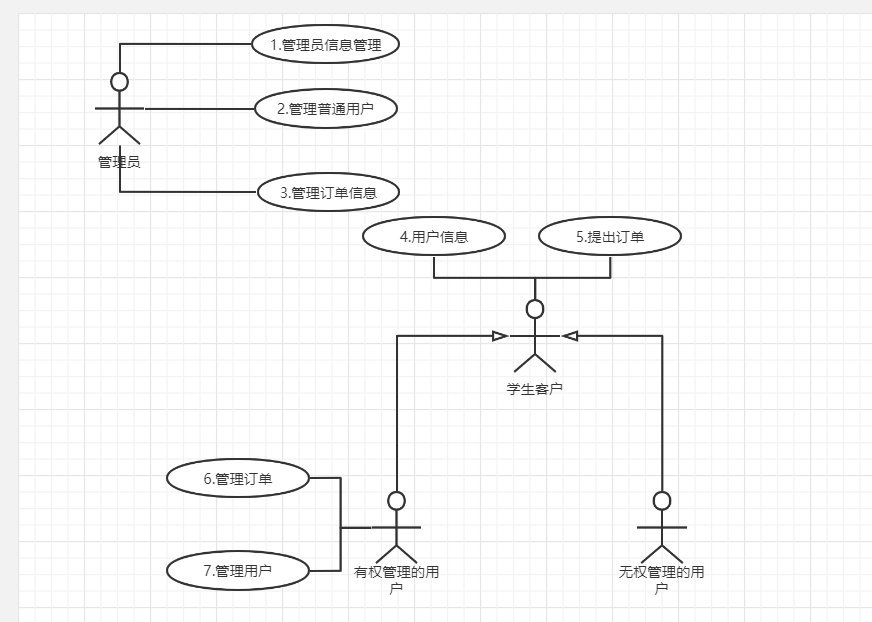 1.管理员信息管理
2.管理普通用户
管理员
3.管理订单信息
4.用户信息
5.提出订单
学生客户
6.管理订单
7.管理用户
有权管理的用
户
无权管理的用
户